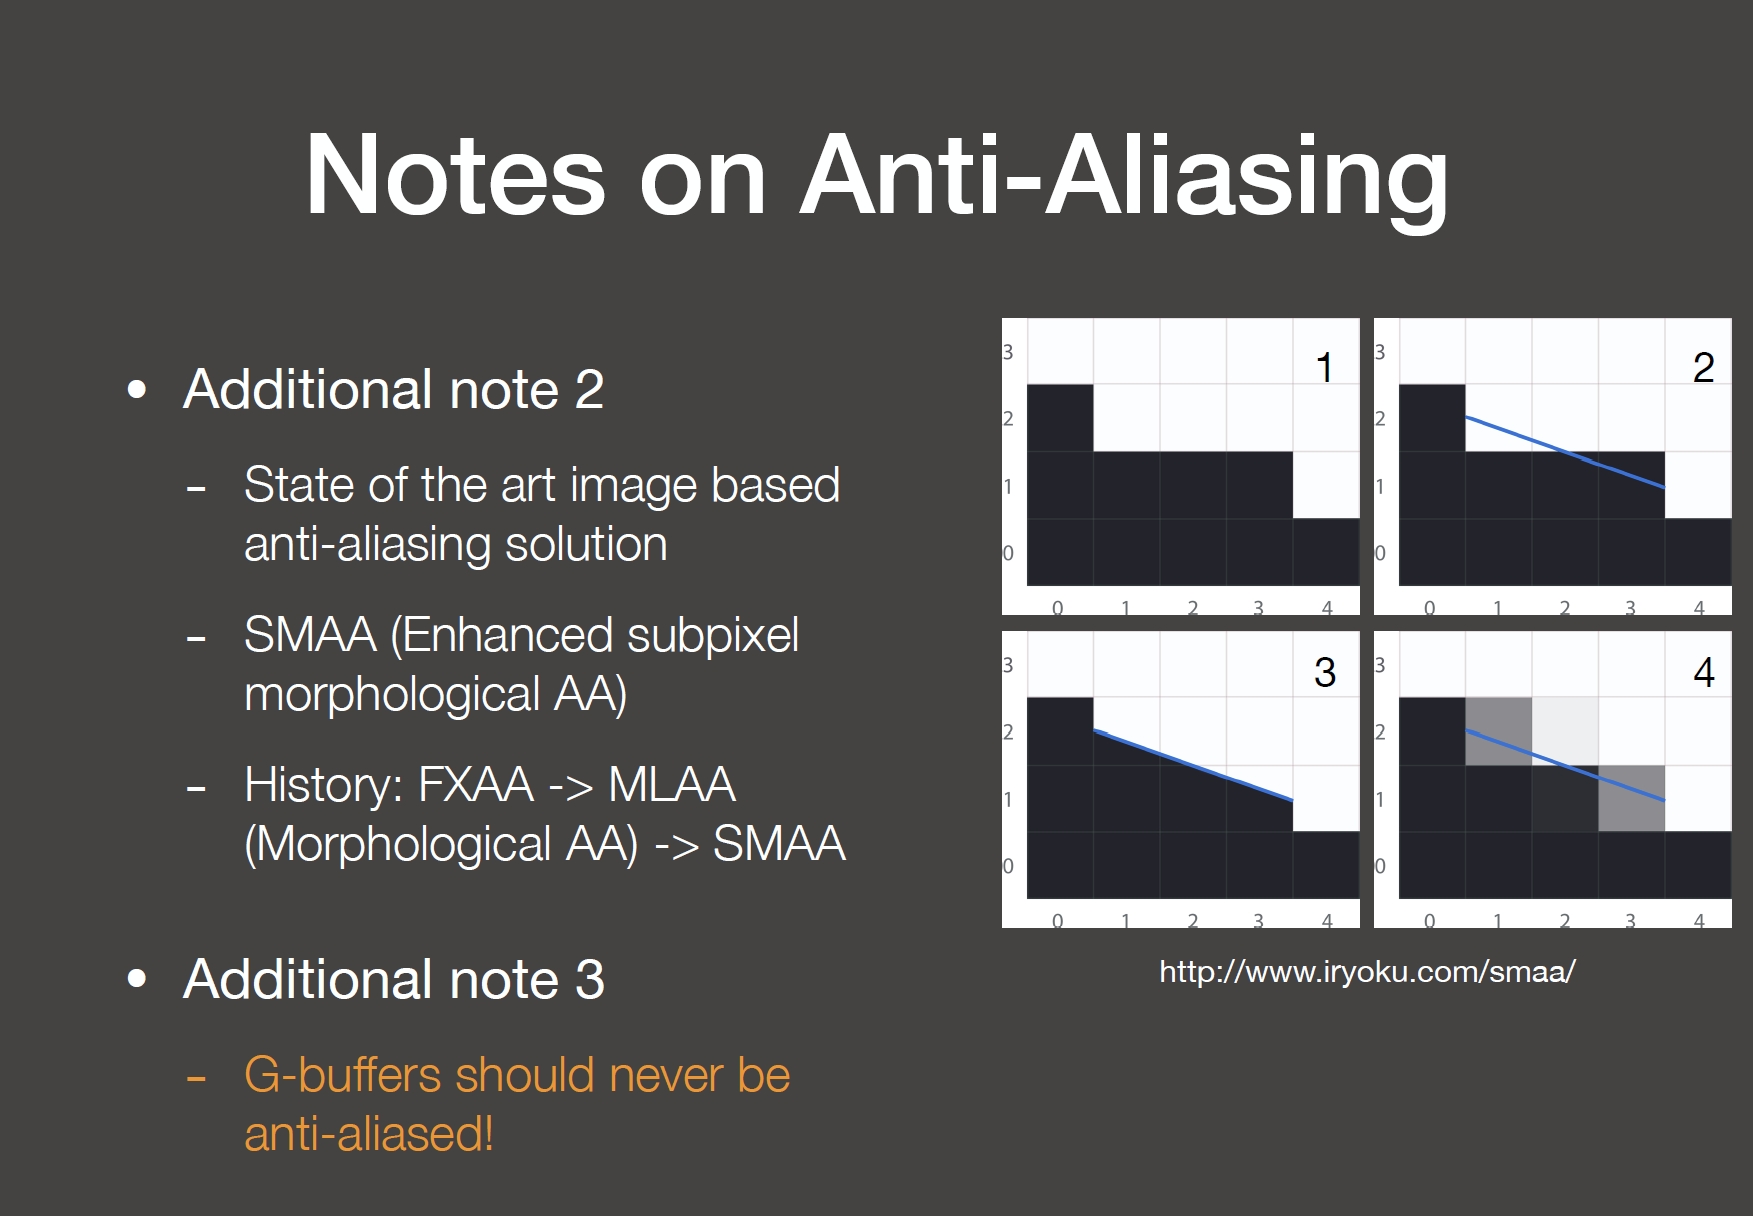 Notes on Anti-Aliasing
• Additional note 2
- State of the art image based
anti-aliasing solution
- SMAA (Enhanced subpixel
morphological AA)
- History: FXAA -> MLAA
(Morphological AA) -> SMAA
• Additional note 3
- G-buffers should never be
anti-aliased!
1
3
2
1
0
0 1 2 3 4
2
3
2
1
0
0 1 2 3 4
3
3
2
1
0
0 1 2 3 4
4
3
2
1
0
0 1 2 3 4
http://www.iryoku.com/smaa/